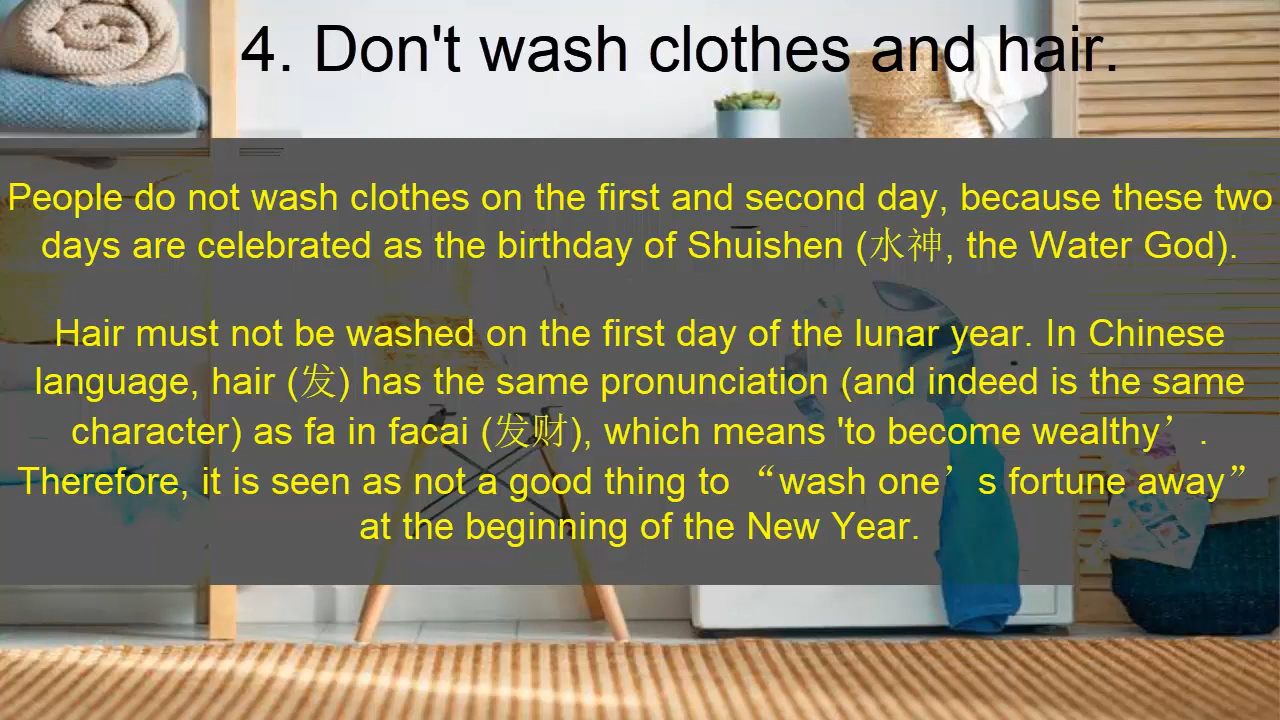 4. Don't wash clothes and hair.
People do not wash clothes on the first and second day, because these two
days are celebrated as the birthday of Shuishen (水神, the Water God).
Hair must not be washed on the first day of the lunar year. In Chinese
language, hair (发) has the same pronunciation (and indeed is the same
character) as fa in facai (发财), which means 'to become wealthy’.
Therefore, it is seen as not a good thing to “wash one’s fortune away”
at the beginning of the New Year.